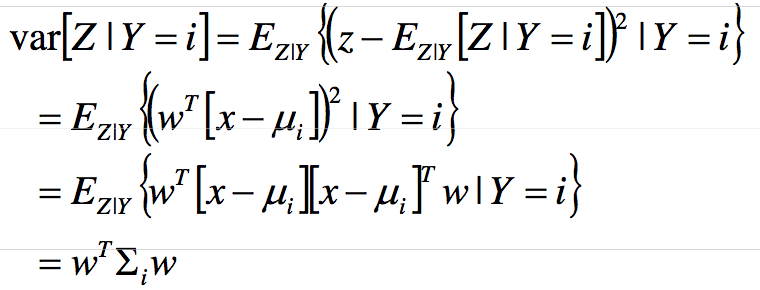 var[Z | Y = i] = E_{Z|Y} {(z − E_{Z|Y}[Z | Y = i])² | Y = i}
= E_{Z|Y} {(w^T [x − μ_i])² | Y = i}
= E_{Z|Y} {w^T [x − μ_i][x − μ_i]^T w | Y = i}
= w^T Σ_i w